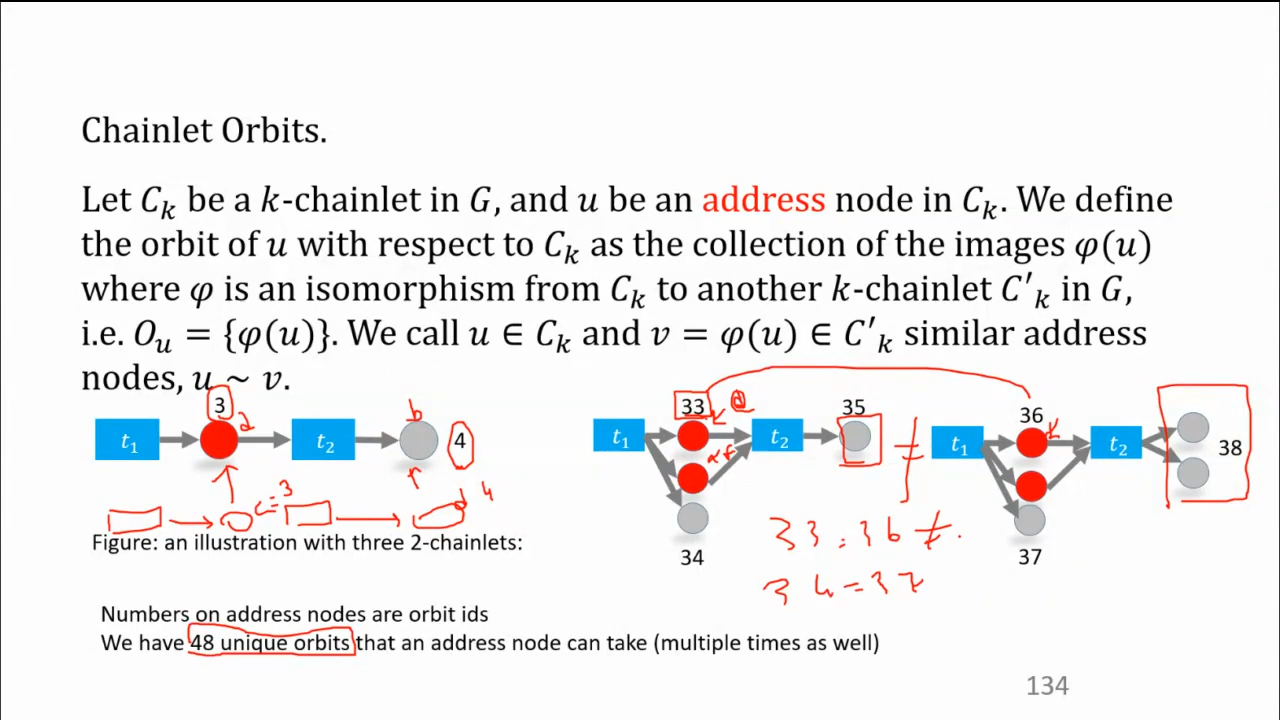 Chainlet Orbits.
Let Cₖ be a k-chainlet in G, and u be an address node in Cₖ. We define
the orbit of u with respect to Cₖ as the collection of the images φ(u)
where φ is an isomorphism from Cₖ to another k-chainlet C′ₖ in G,
i.e. Oᵤ = {φ(u)}. We call u ∈ Cₖ and v = φ(u) ∈ C′ₖ similar address
nodes, u ~ v.
3 b 33 a 35 36
t₁ a t₂ 4 t₁ t₂ t₁ t₂ 38
c=3 d 4
34 37
33 = 36 ≠.
34 = 37
Figure: an illustration with three 2-chainlets:
Numbers on address nodes are orbit ids
We have 48 unique orbits that an address node can take (multiple times as well)
134